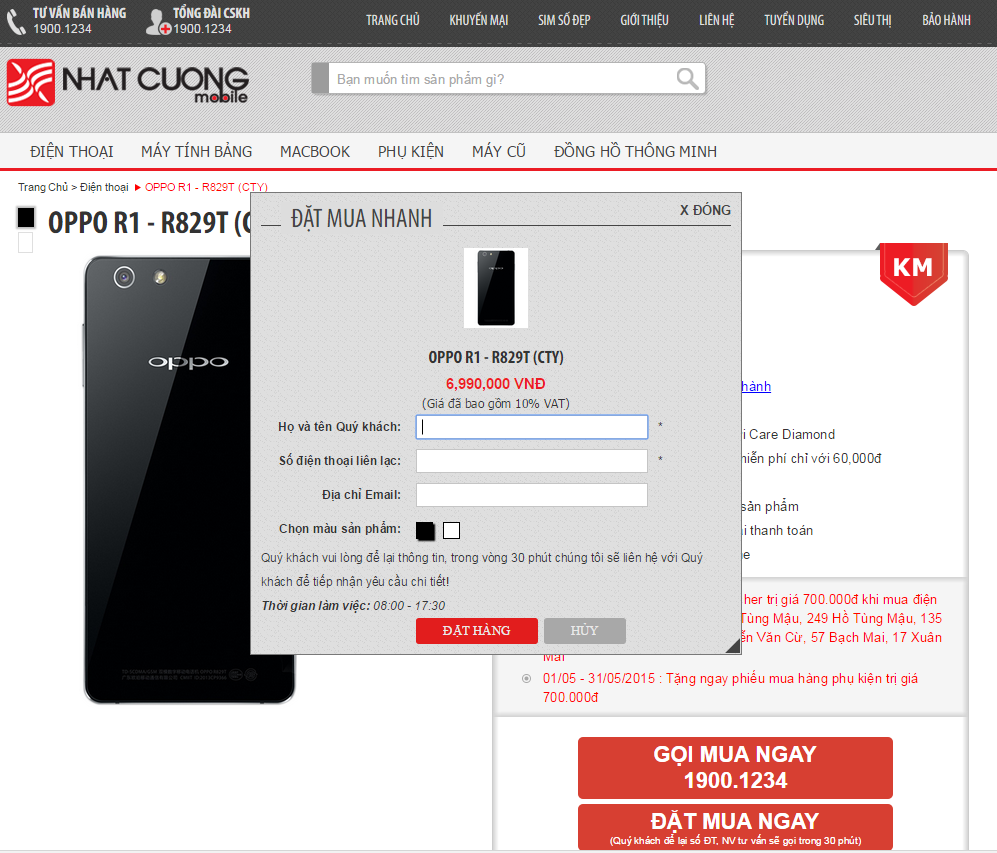 TƯ VẤN BÁN HÀNG
1900.1234
TỔNG ĐÀI CSKH
1900.1234
TRANG CHỦ
KHUYẾN MẠI
SIM SỐ ĐẸP
GIỚI THIỆU
LIÊN HỆ
TUYỂN DỤNG
SIÊU THỊ
BẢO HÀNH
NHAT CUONG
mobile
Bạn muốn tìm sản phẩm gì?
ĐIỆN THOẠI
MÁY TÍNH BẢNG
MACBOOK
PHỤ KIỆN
MÁY CŨ
ĐỒNG HỒ THÔNG MINH
Trang Chủ > Điện thoại
OPPO R1 - R829T (CTY)
OPPO R1 - R829T (
oppo
ĐẶT MUA NHANH
X ĐÓNG
OPPO R1 - R829T (CTY)
6,990,000 VNĐ
(Giá đã bao gồm 10% VAT)
Họ và tên Quý khách:
*
Số điện thoại liên lạc:
*
Địa chỉ Email:
Chọn màu sản phẩm:
Quý khách vui lòng để lại thông tin, trong vòng 30 phút chúng tôi sẽ liên hệ với Quý
khách để tiếp nhận yêu cầu chi tiết!
Thời gian làm việc: 08:00 - 17:30
ĐẶT HÀNG
HỦY
KM
hành
i Care Diamond
miễn phí chỉ với 60,000đ
sản phẩm
i thanh toán
her trị giá 700.000đ khi mua điện
Tùng Mậu, 249 Hồ Tùng Mậu, 135
ễn Văn Cừ, 57 Bạch Mai, 17 Xuân
Mai
01/05 - 31/05/2015 : Tặng ngay phiếu mua hàng phụ kiện trị giá
700.000đ
GỌI MUA NGAY
1900.1234
ĐẶT MUA NGAY
(Quý khách để lại số ĐT, NV tư vấn sẽ gọi trong 30 phút)